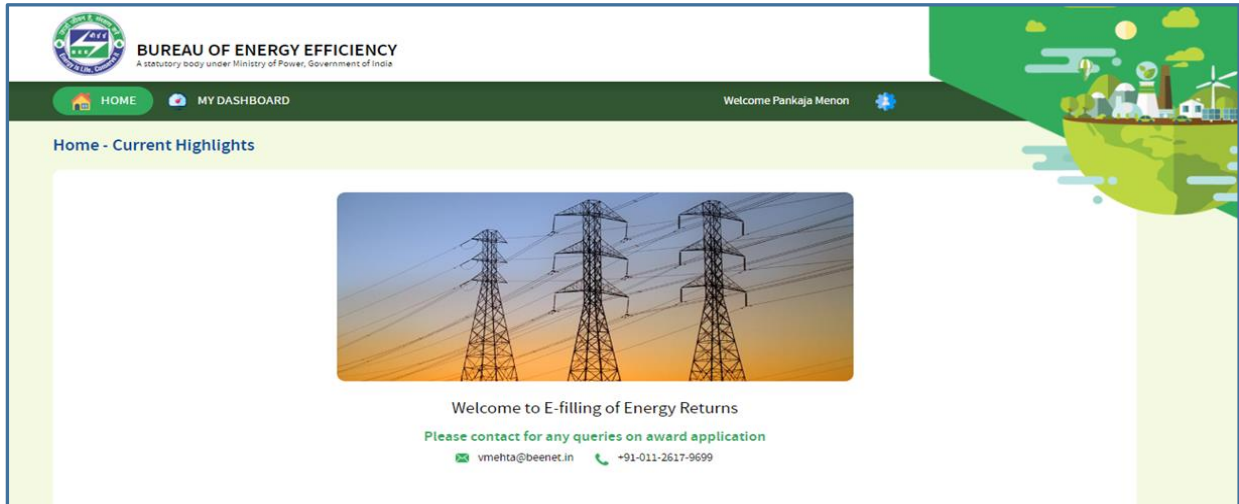 BUREAU OF ENERGY EFFICIENCY
A statutory body under Ministry of Power, Government of India
HOME
MY DASHBOARD
Welcome Pankaja Menon
Home - Current Highlights
Welcome to E-filling of Energy Returns
Please contact for any queries on award application
vmehta@beenet.in
+91-011-2617-9699